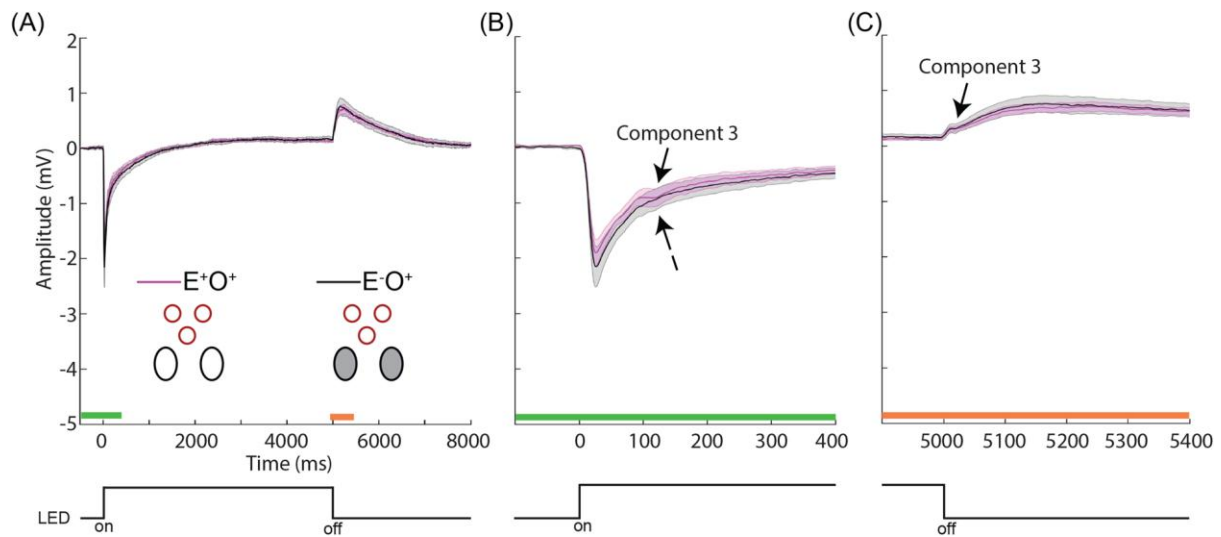 (A)
(B)
(C)
2
1
0
-1
-2
-3
-4
-5
Amplitude (mV)
Component 3
Component 3
E⁺O⁺
E⁻O⁺
0 2000 4000 6000 8000
0 100 200 300 400
5000 5100 5200 5300 5400
Time (ms)
LED
on
off
on
off